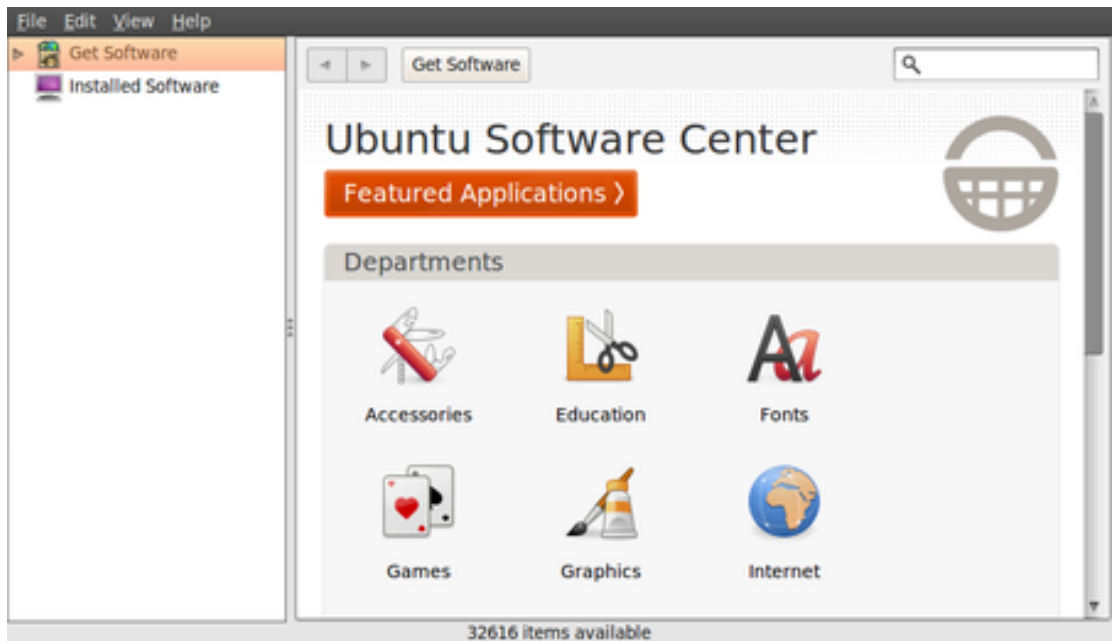 File Edit View Help
Get Software
Installed Software
Get Software
Ubuntu Software Center
Featured Applications 〉
Departments
Accessories Education Fonts
Games Graphics Internet
32616 items available